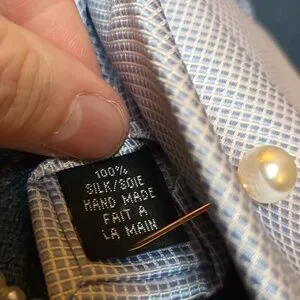 100%
SILK/SOIE
HAND MADE
FAIT A
LA MAIN